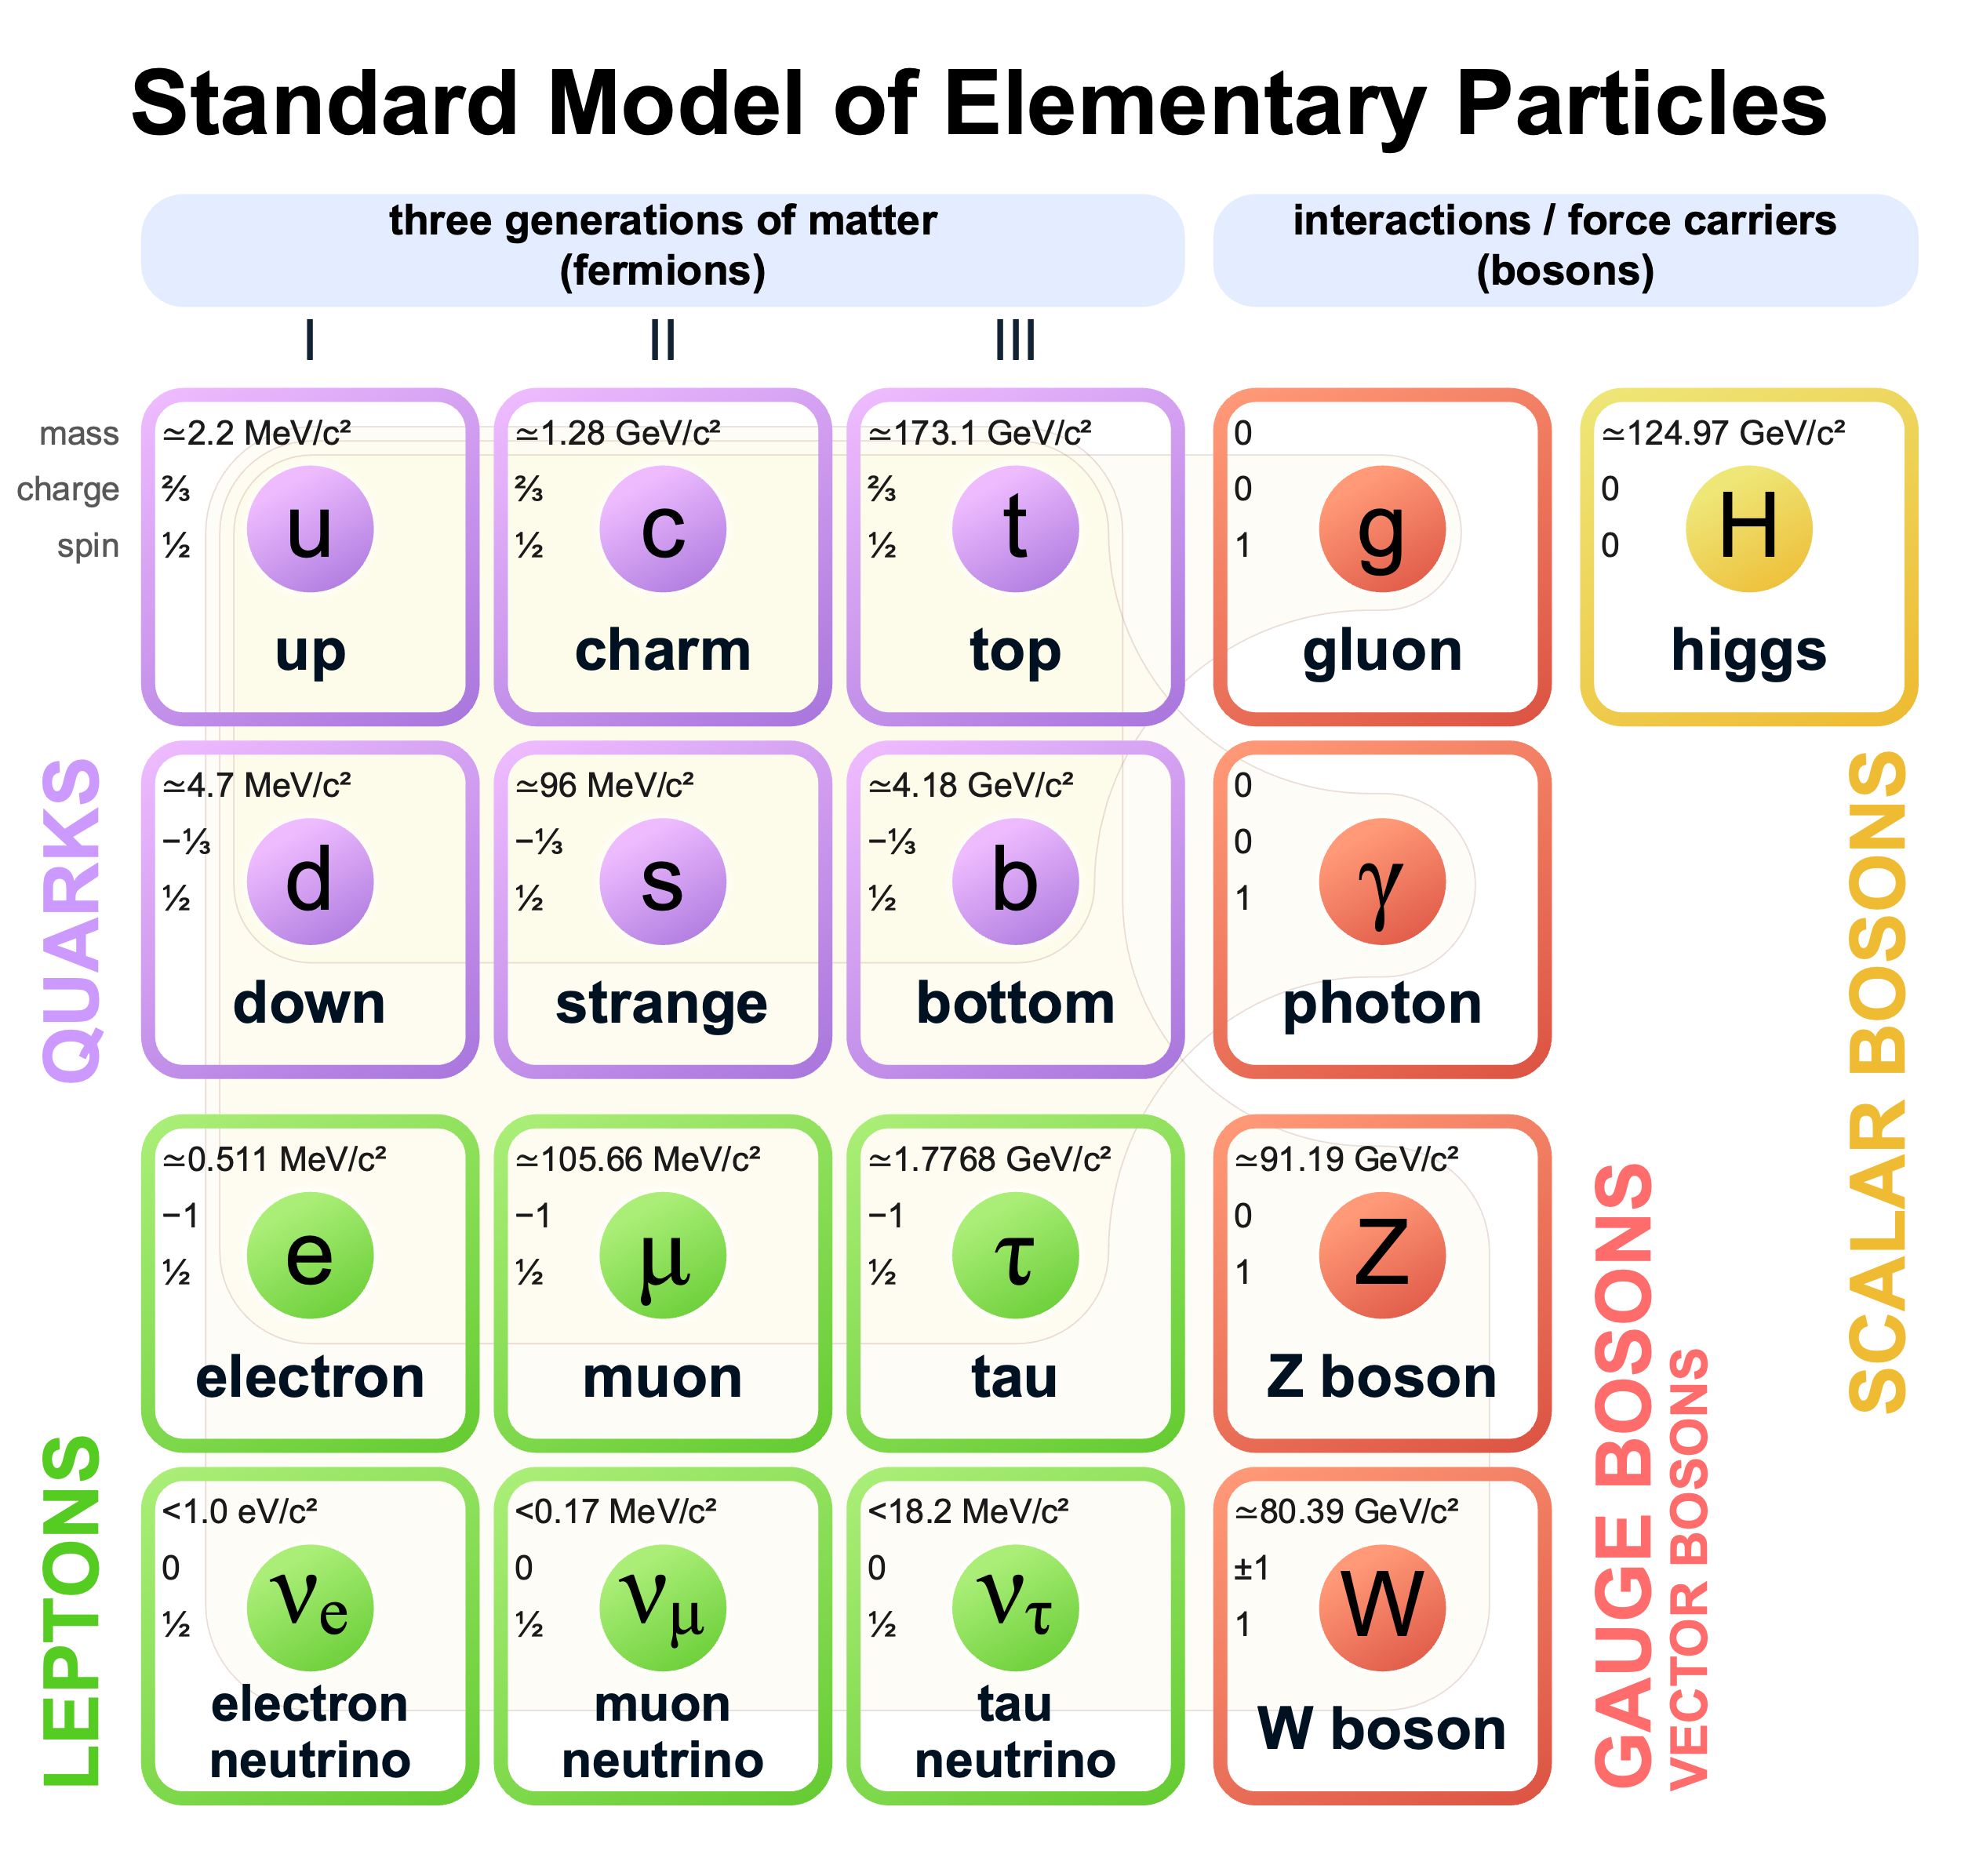 Standard Model of Elementary Particles
three generations of matter
(fermions)
interactions / force carriers
(bosons)
I
II
III
mass
charge
spin
≃2.2 MeV/c²
⅔
½
u
up
≃1.28 GeV/c²
⅔
½
c
charm
≃173.1 GeV/c²
⅔
½
t
top
0
0
1
g
gluon
≃124.97 GeV/c²
0
0
H
higgs
QUARKS
≃4.7 MeV/c²
−⅓
½
d
down
≃96 MeV/c²
−⅓
½
s
strange
≃4.18 GeV/c²
−⅓
½
b
bottom
0
0
1
γ
photon
SCALAR BOSONS
≃0.511 MeV/c²
−1
½
e
electron
≃105.66 MeV/c²
−1
½
μ
muon
≃1.7768 GeV/c²
−1
½
τ
tau
≃91.19 GeV/c²
0
1
Z
Z boson
LEPTONS
<1.0 eV/c²
0
½
νe
electron
neutrino
<0.17 MeV/c²
0
½
νμ
muon
neutrino
<18.2 MeV/c²
0
½
ντ
tau
neutrino
≃80.39 GeV/c²
±1
1
W
W boson
GAUGE BOSONS
VECTOR BOSONS